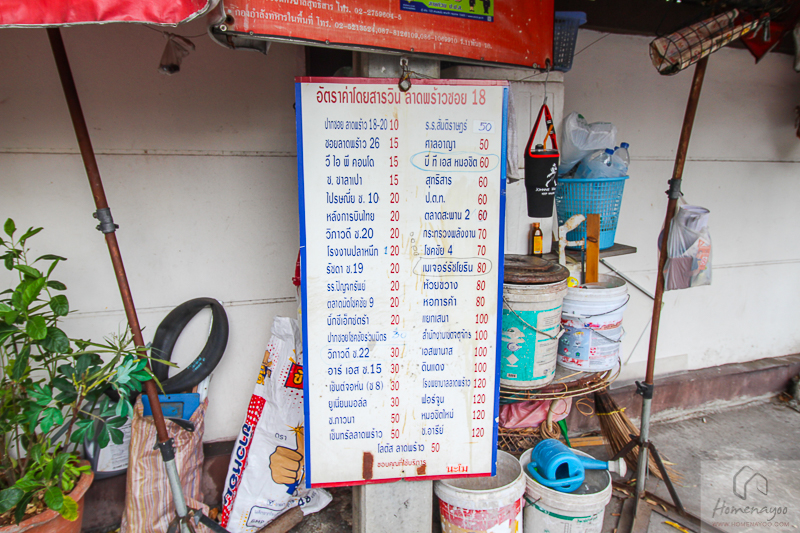 อัตราค่าโดยสารวิน ลาดพร้าวซอย 18
ปากซอย ลาดพร้าว 18-20 10
ซอยลาดพร้าว 26 15
วี ไอ พี คอนโด 15
ซ. ซาลาเปา 15
ไปรษณีย์ ซ. 10 20
หลังการบินไทย 20
วิภาวดี ซ.20 20
โรงงานปลาหมึก 120
รัชดา ซ.19 20
รร.ปัญจทรัพย์ 20
ตลาดนัดโชคชัย 9 20
บิ๊กซีเอ็กซ์ตร้า 20
ปากซอยโชคชัยร่วมมิตร
วิภาวดี ซ.22 30
อาร์ เอส ซ.15 30
เซ็นต์จอห์น (ซ 8) 30
ยูเนี่ยนมอลล์ 30
ซ.ภาวนา 50
เซ็นทรัลลาดพร้าว 50
ร.ร.สันติราษฎร์ 50
ศาลอาญา 50
บี ที เอส หมอชิต 60
สุทธิสาร 60
ป.ต.ท. 60
ตลาดสะพาน 2 60
กระทรวงพลังงาน 70
โชคชัย 4 70
เมเจอร์รัชโยธิน 80
ห้วยขวาง 80
หอการค้า 80
แยกเสนา 100
สำนักงานเขตจตุจักร 100
เอสพานาส 100
ดินแดง 100
โรงพยาบาลลาดพร้าว 120
ฟอร์จูน 120
หมอชิตใหม่ 120
ซ.อารีย์ 120
โลตัส ลาดพร้าว 50
ขอบคุณที่ใช้บริการ
Homenayoo
WWW.HOMENAYOO.COM